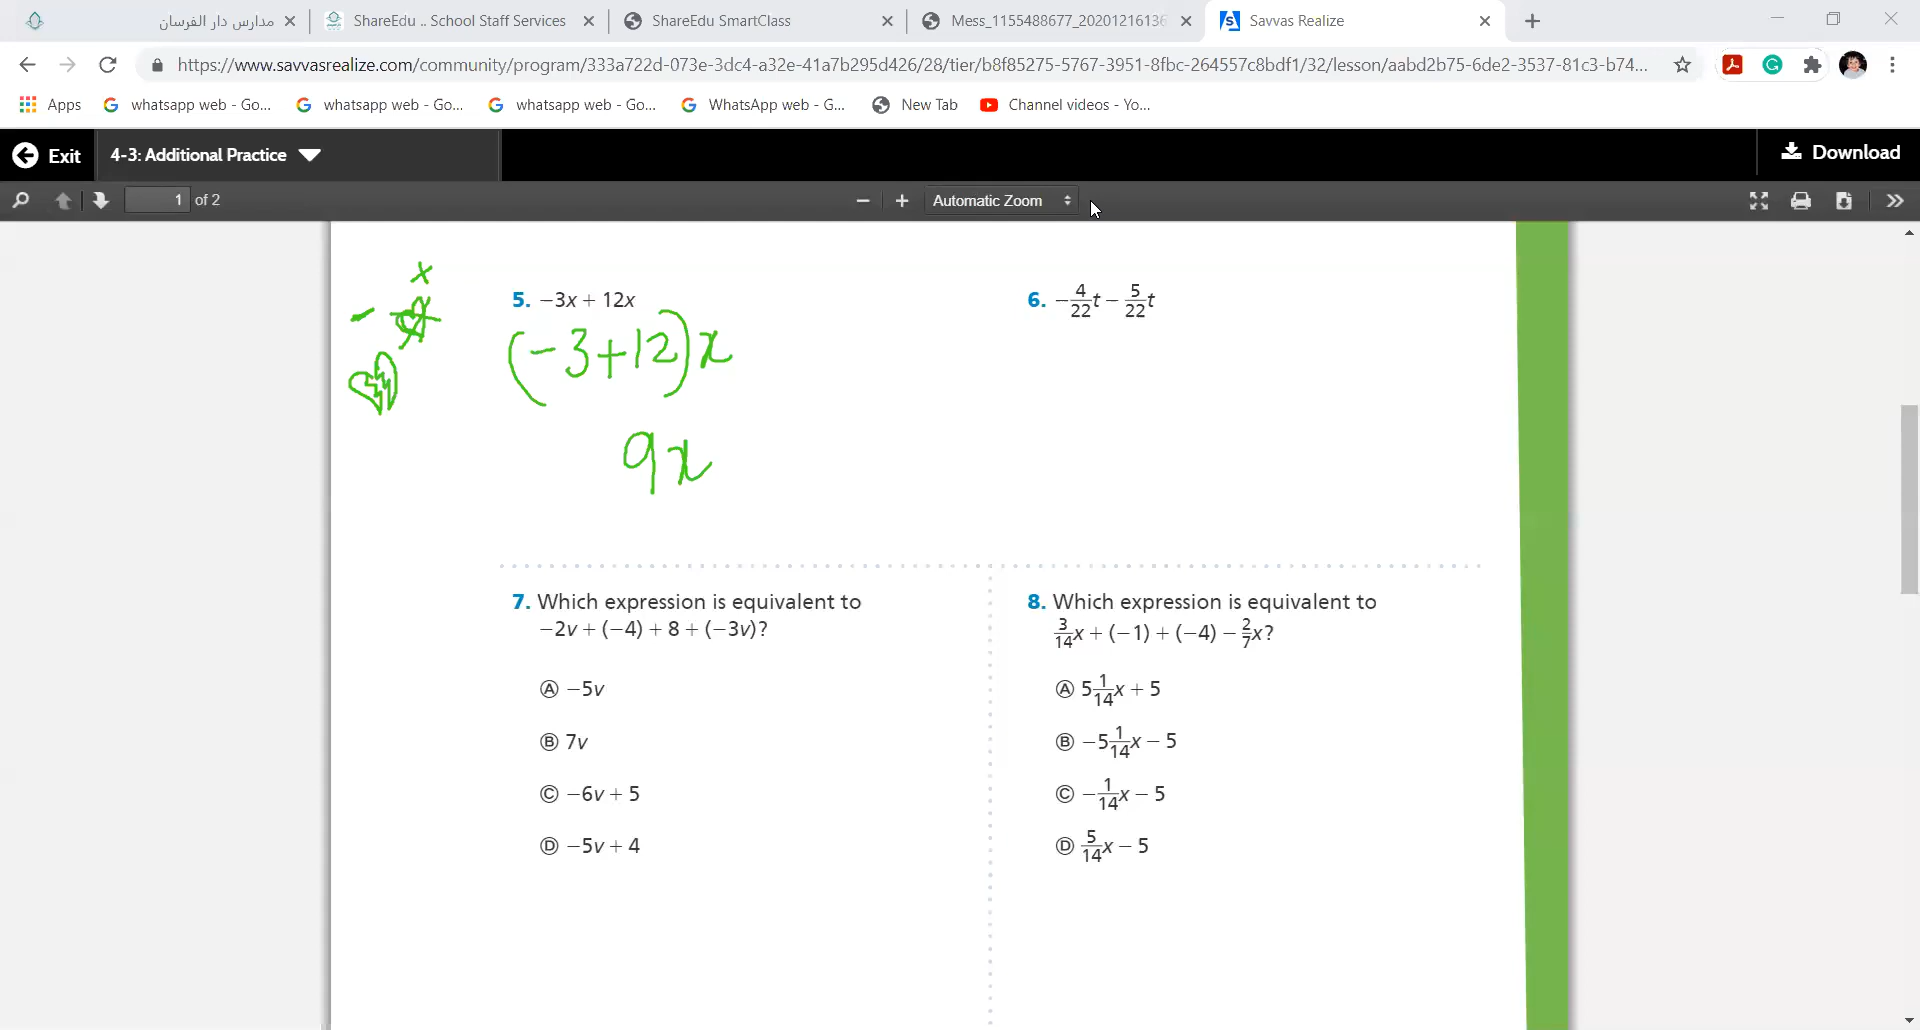 مدارس دار الفرسان
ShareEdu .. School Staff Services
ShareEdu SmartClass
Mess_1155488677_2020121613
Savvas Realize
https://www.savvasrealize.com/community/program/333a722d-073e-3dc4-a32e-41a7b295d426/28/tier/b8f85275-5767-3951-8fbc-264557c8bdf1/32/lesson/aabd2b75-6de2-3537-81c3-b74...
Apps
whatsapp web - Go...
whatsapp web - Go...
whatsapp web - Go...
WhatsApp web - G...
New Tab
Channel videos - Yo...
Exit
4-3: Additional Practice
Download
1 of 2
Automatic Zoom
x
-
5. −3x + 12x
(-3+12)x
9x
6. −4/22t − 5/22t
7. Which expression is equivalent to
−2v + (−4) + 8 + (−3v)?
Ⓐ −5v
Ⓑ 7v
Ⓒ −6v + 5
Ⓓ −5v + 4
8. Which expression is equivalent to
3/14x + (−1) + (−4) − 2/7x?
Ⓐ 5 1/14x + 5
Ⓑ −5 1/14x − 5
Ⓒ −1/14x − 5
Ⓓ 5/14x − 5